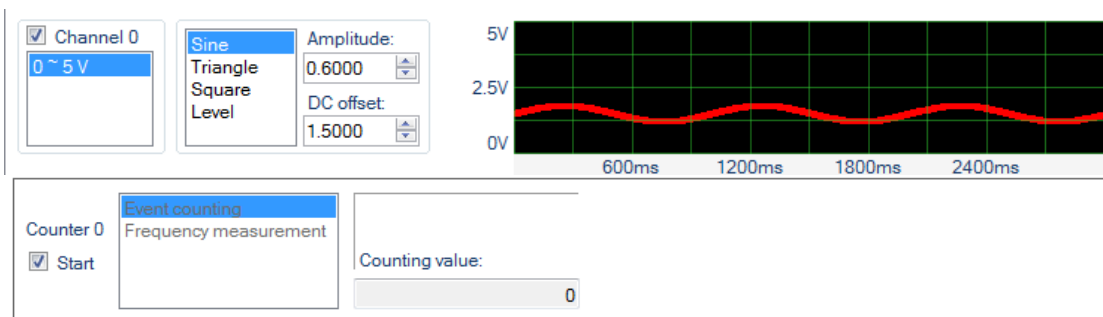 Channel 0
0 ~ 5 V
Sine
Triangle
Square
Level
Amplitude:
0.6000
DC offset:
1.5000
5V
2.5V
0V
600ms 1200ms 1800ms 2400ms
Counter 0
Start
Event counting
Frequency measurement
Counting value:
0